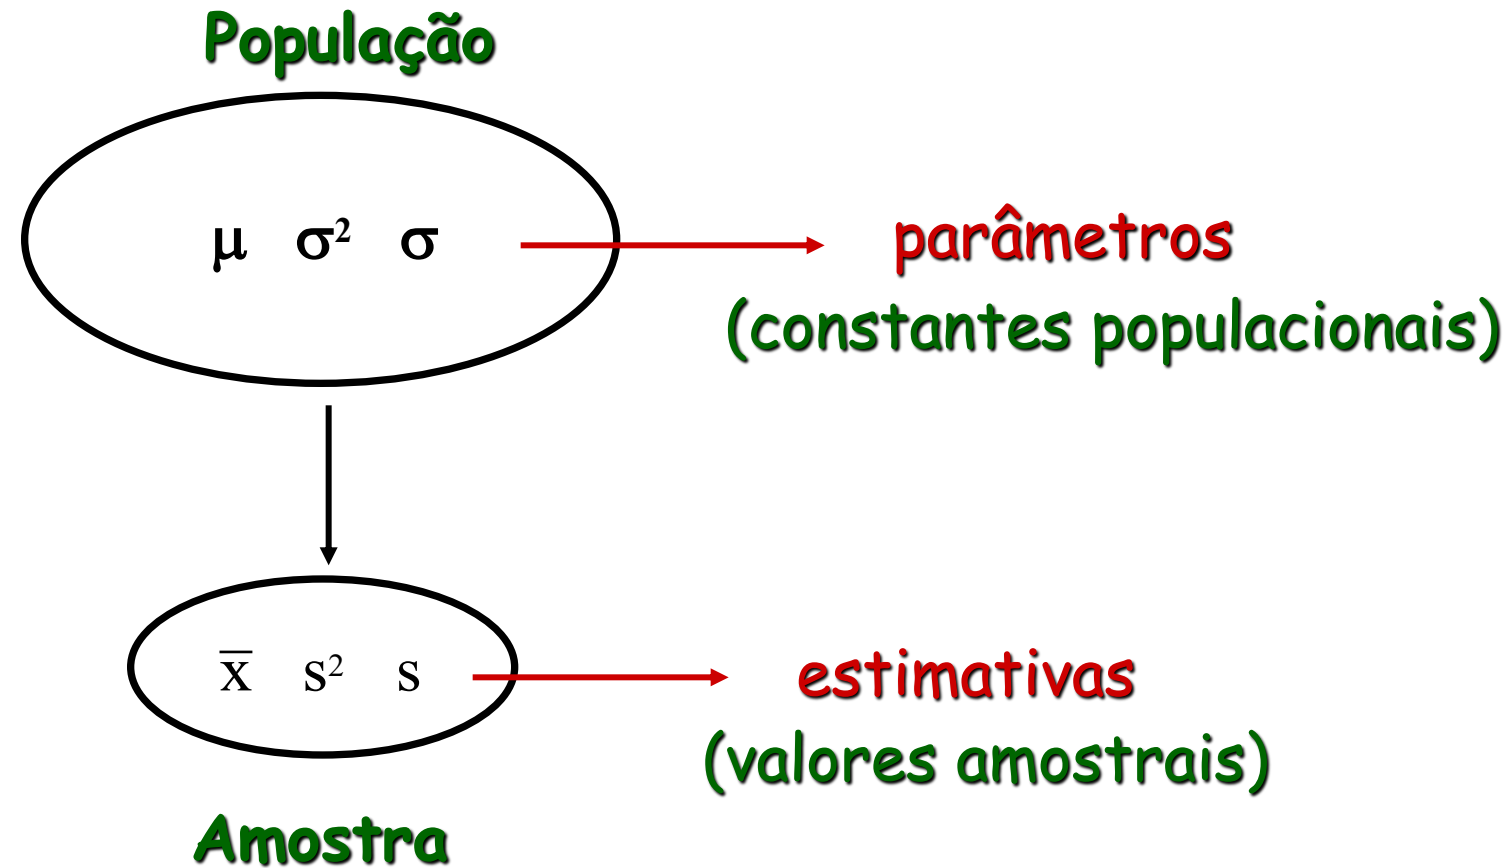 População
μ σ² σ
parâmetros
(constantes populacionais)
x̅ s² s
estimativas
(valores amostrais)
Amostra